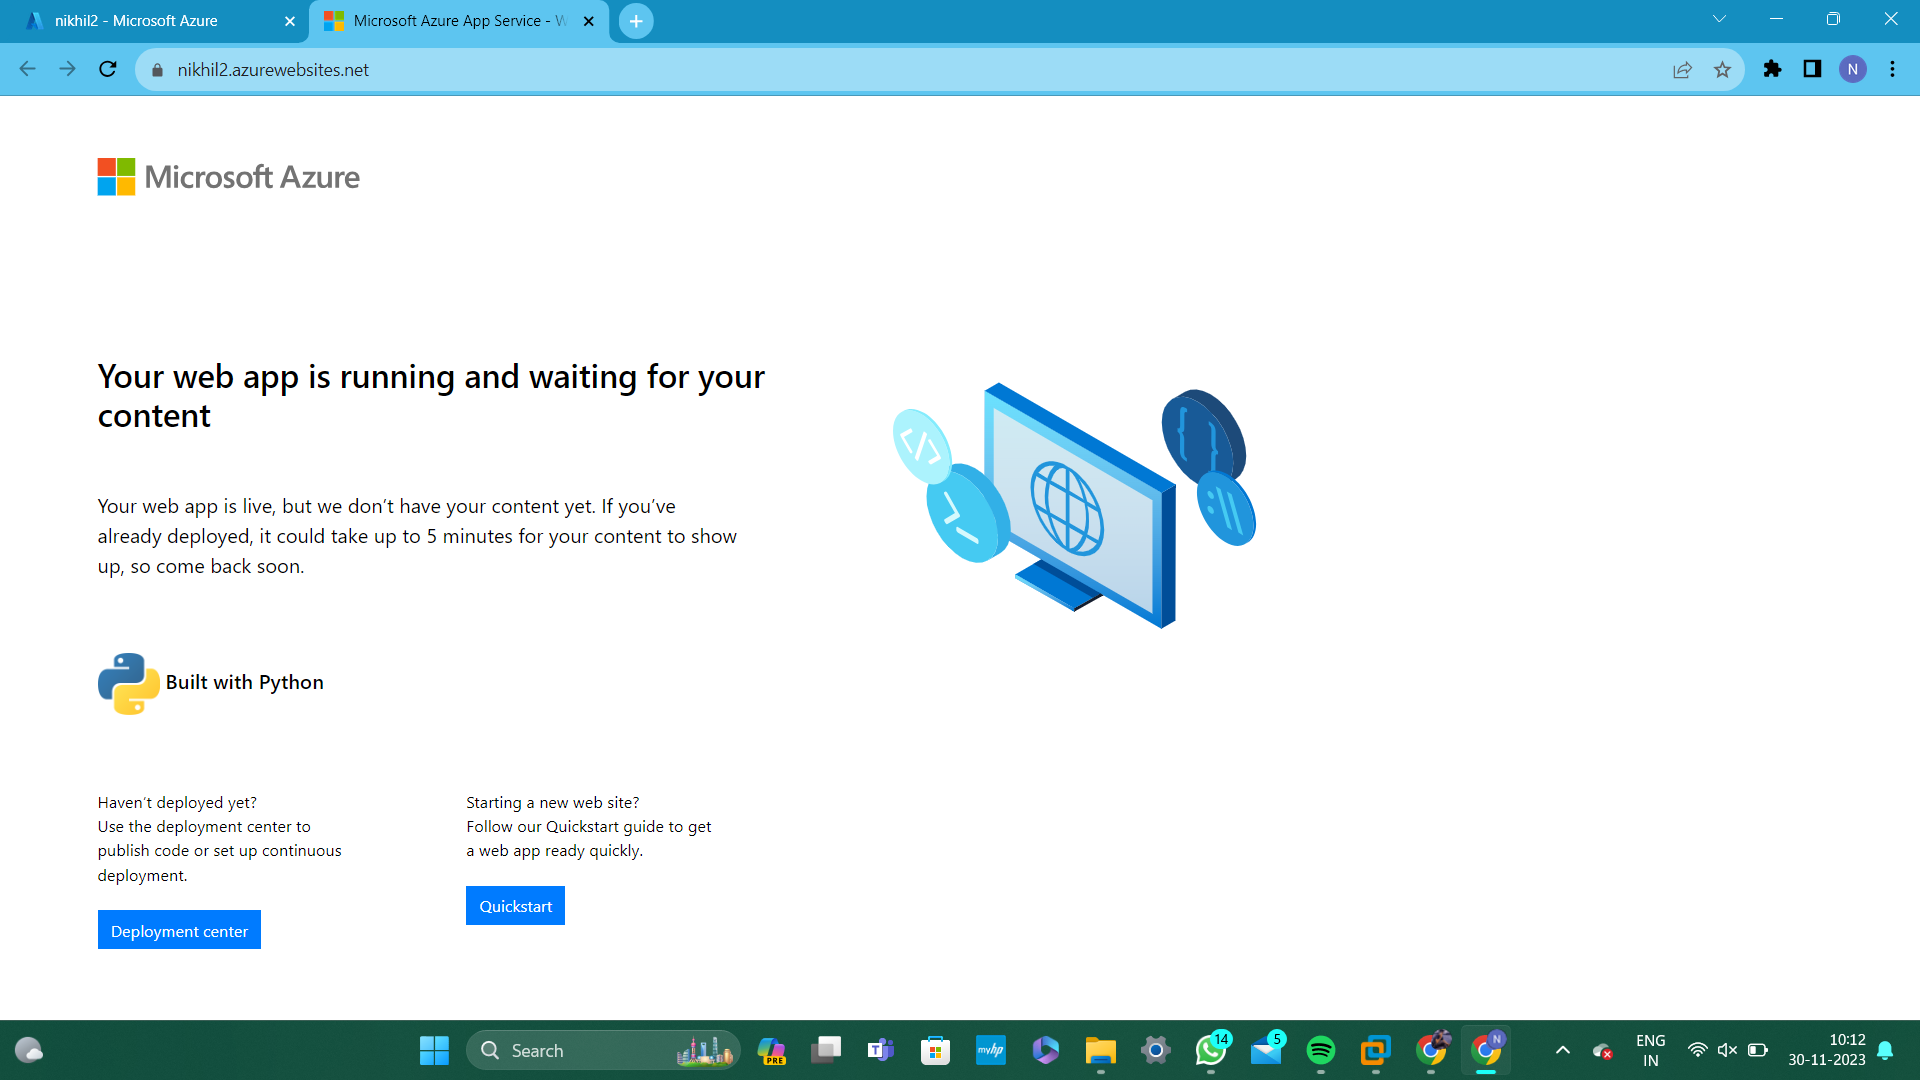 nikhil2 - Microsoft Azure
Microsoft Azure App Service - W
nikhil2.azurewebsites.net
N
Microsoft Azure
Your web app is running and waiting for your
content
Your web app is live, but we don’t have your content yet. If you’ve
already deployed, it could take up to 5 minutes for your content to show
up, so come back soon.
Built with Python
Haven’t deployed yet?
Use the deployment center to
publish code or set up continuous
deployment.
Deployment center
Starting a new web site?
Follow our Quickstart guide to get
a web app ready quickly.
Quickstart
Search
PRE
T
myhp
14
5
N
ENG
IN
10:12
30-11-2023